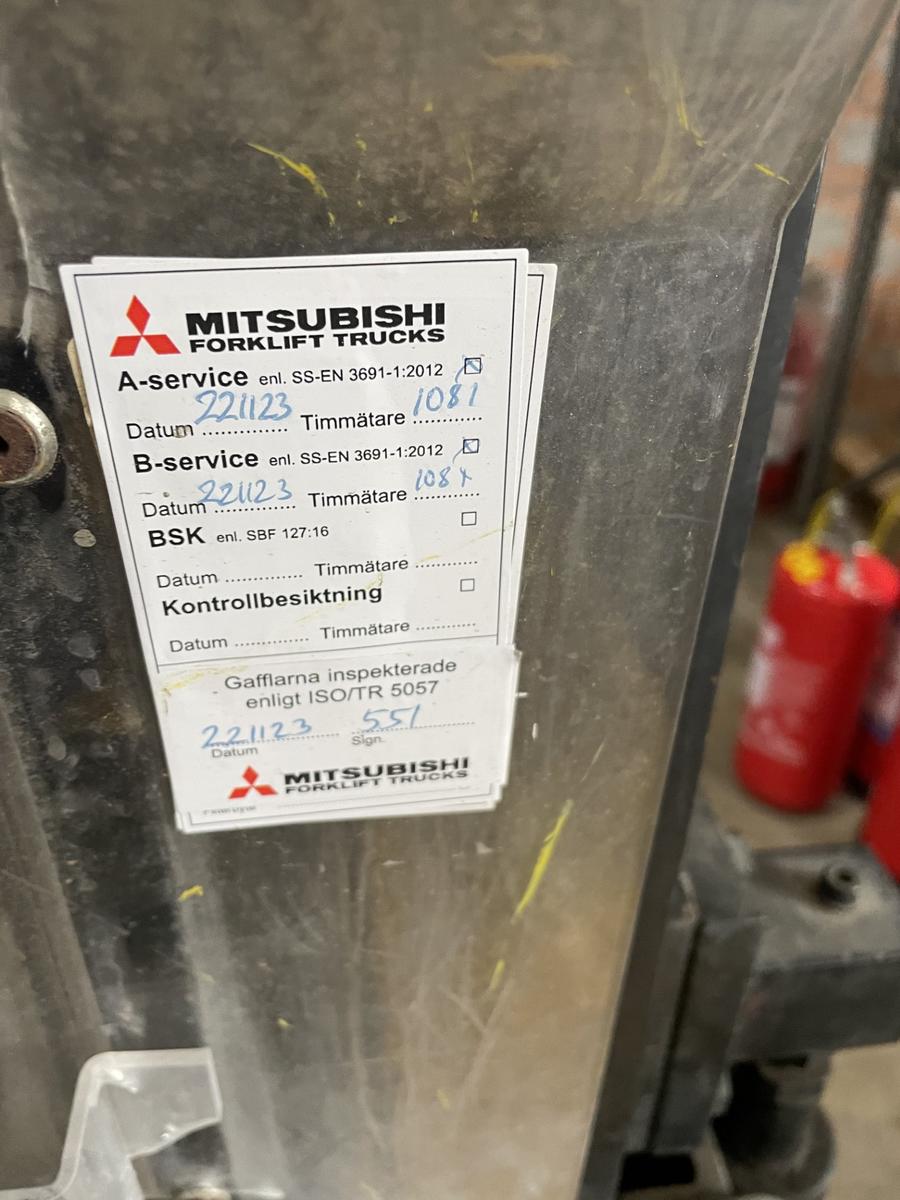 MITSUBISHI
FORKLIFT TRUCKS
A-service enl. SS-EN 3691-1:2012
Datum 221123 Timmätare 1081
B-service enl. SS-EN 3691-1:2012
Datum 221123 Timmätare
BSK enl. SBF 127:16
Datum .............. Timmätare ............
Kontrollbesiktning
Datum .............. Timmätare ............
Gafflarna inspekterade
enligt ISO/TR 5057
221123 551
Datum Sign.
MITSUBISHI
FORKLIFT TRUCKS